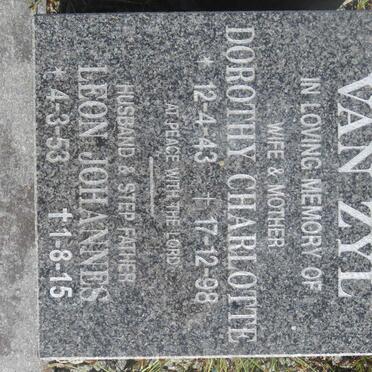 VAN ZYL
IN LOVING MEMORY OF
WIFE & MOTHER
DOROTHY CHARLOTTE
* 12-4-43 † 17-12-98
AT PEACE WITH THE LORD
HUSBAND & STEP FATHER
LEON JOHANNES
* 4-3-53 † 1-8-15